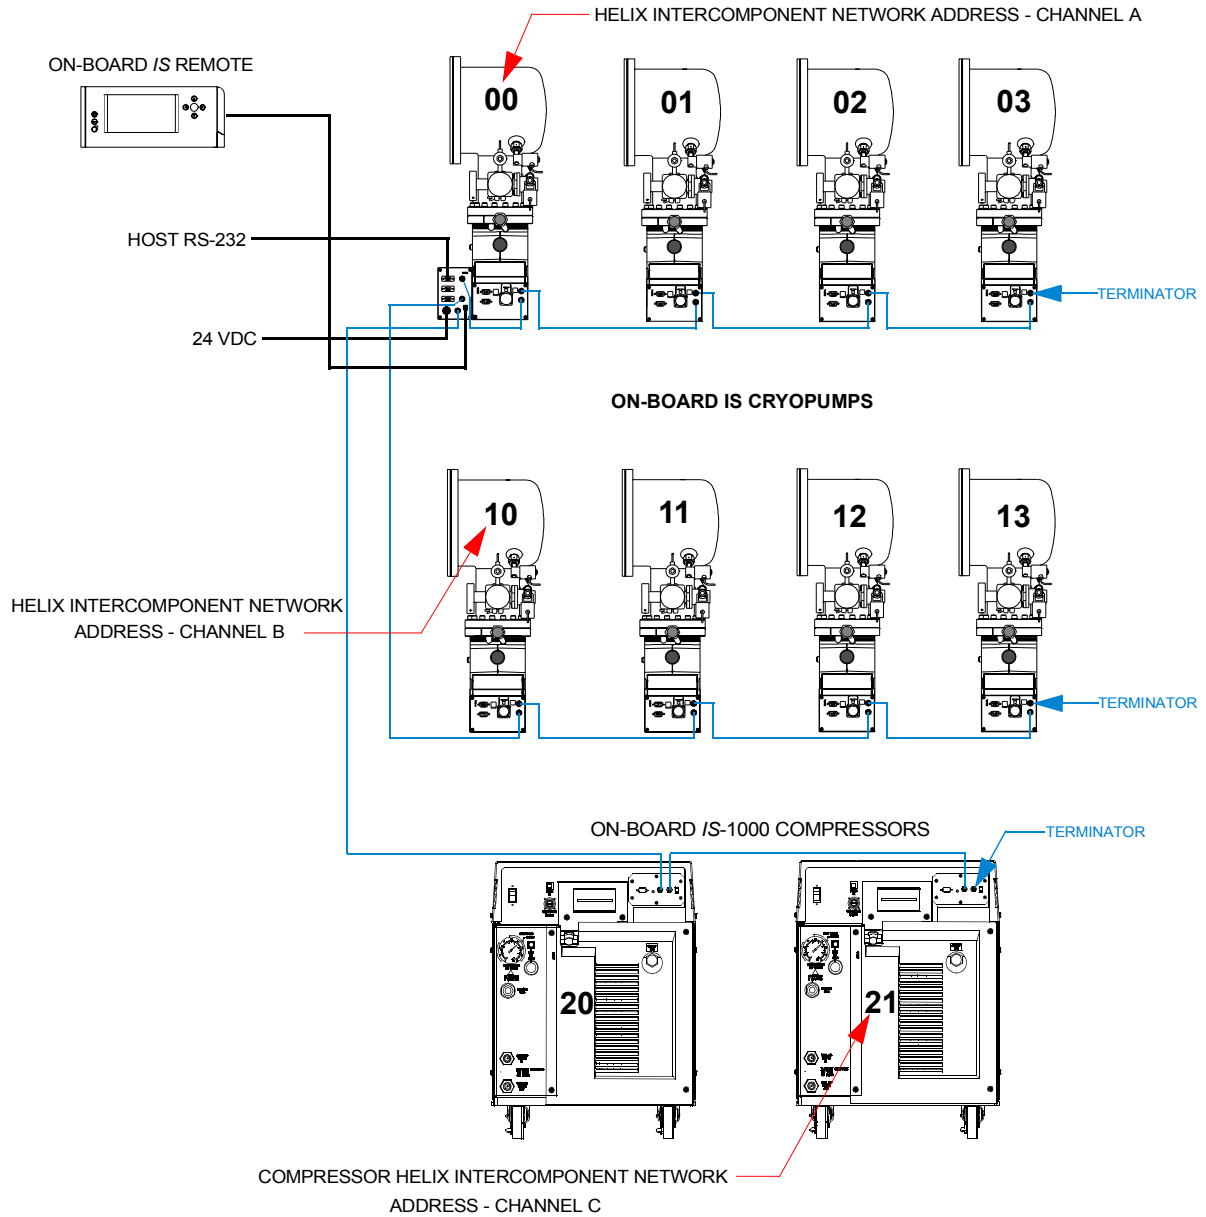 HELIX INTERCOMPONENT NETWORK ADDRESS - CHANNEL A
ON-BOARD IS REMOTE
00
01
02
03
HOST RS-232
TERMINATOR
24 VDC
ON-BOARD IS CRYOPUMPS
10
11
12
13
HELIX INTERCOMPONENT NETWORK
ADDRESS - CHANNEL B
TERMINATOR
ON-BOARD IS-1000 COMPRESSORS
TERMINATOR
20
21
COMPRESSOR HELIX INTERCOMPONENT NETWORK
ADDRESS - CHANNEL C